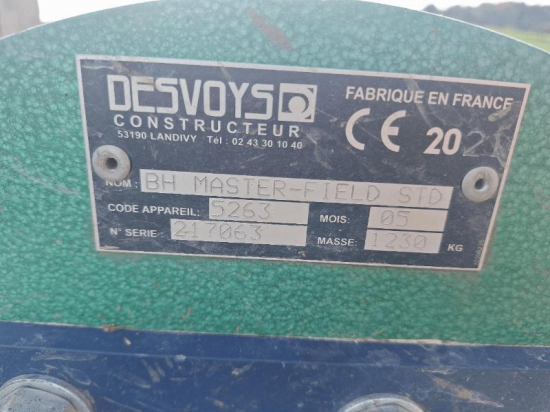 DESVOYS
CONSTRUCTEUR
53190 LANDIVY Tél : 02 43 30 10 40
FABRIQUE EN FRANCE
CE 20
NOM : BH MASTER-FIELD STD
CODE APPAREIL: 5263 MOIS: 05
N° SERIE : 217063 MASSE: 1230 KG